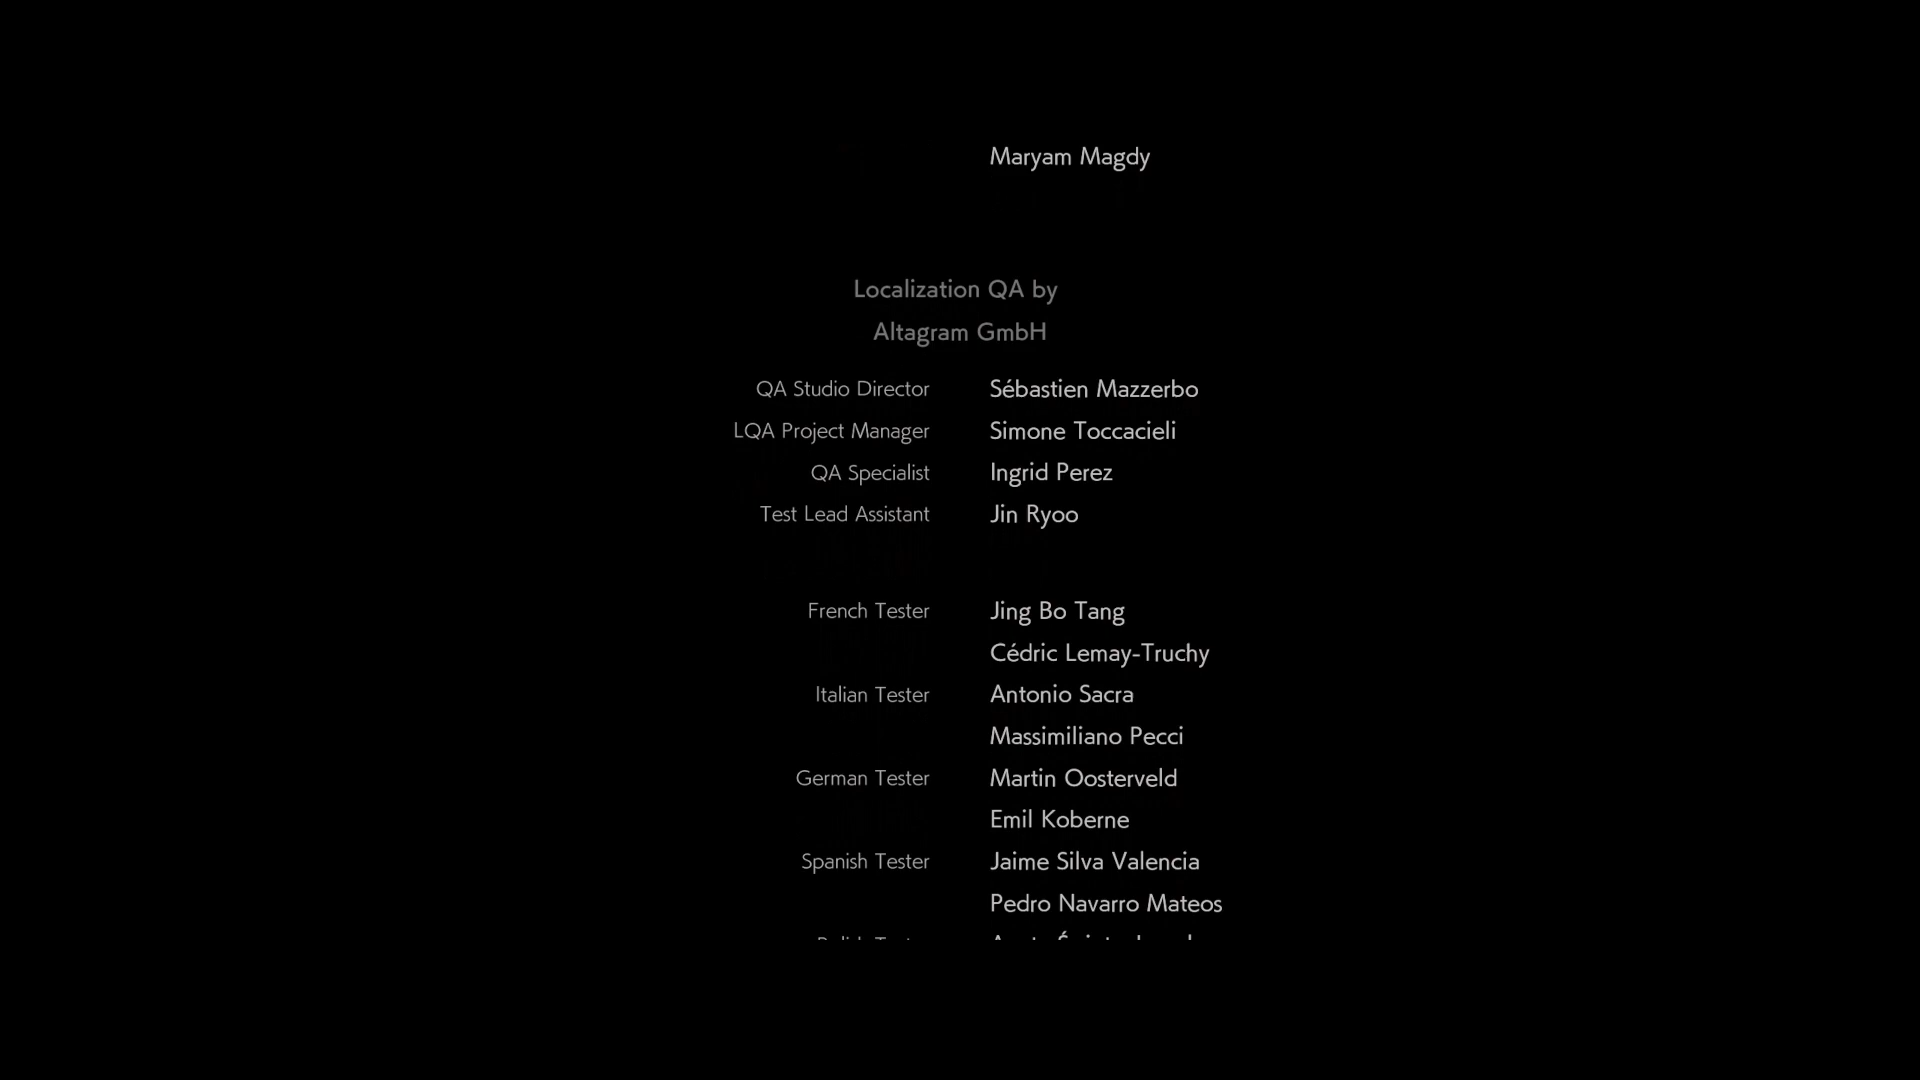 Maryam Magdy
Localization QA by
Altagram GmbH
QA Studio Director Sébastien Mazzerbo
LQA Project Manager Simone Toccacieli
QA Specialist Ingrid Perez
Test Lead Assistant Jin Ryoo
French Tester Jing Bo Tang
Cédric Lemay-Truchy
Italian Tester Antonio Sacra
Massimiliano Pecci
German Tester Martin Oosterveld
Emil Koberne
Spanish Tester Jaime Silva Valencia
Pedro Navarro Mateos